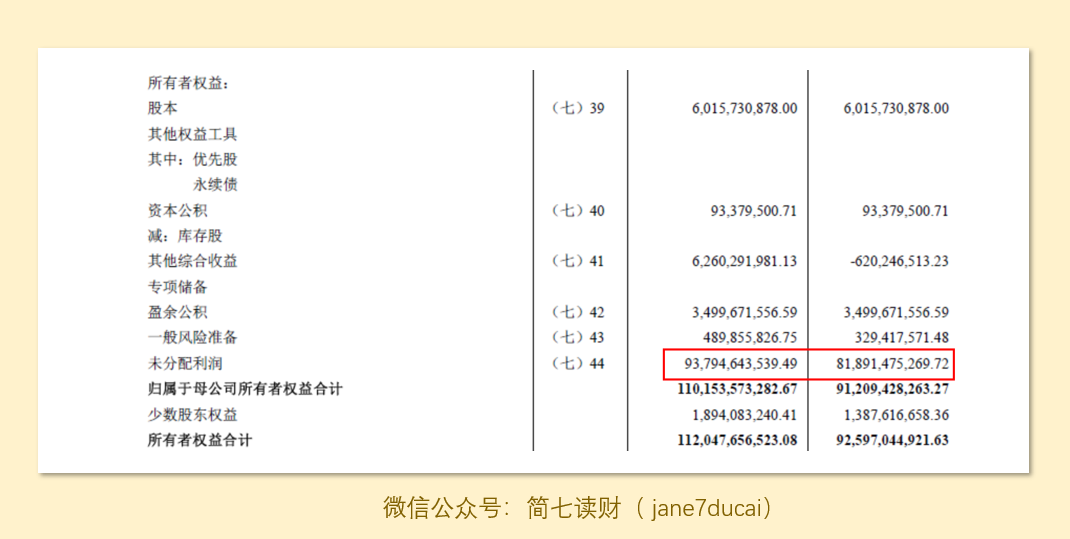 所有者权益：
股本 （七）39 6,015,730,878.00 6,015,730,878.00
其他权益工具
其中：优先股
永续债
资本公积 （七）40 93,379,500.71 93,379,500.71
减：库存股
其他综合收益 （七）41 6,260,291,981.13 -620,246,513.23
专项储备
盈余公积 （七）42 3,499,671,556.59 3,499,671,556.59
一般风险准备 （七）43 489,855,826.75 329,417,571.48
未分配利润 （七）44 93,794,643,539.49 81,891,475,269.72
归属于母公司所有者权益合计 110,153,573,282.67 91,209,428,263.27
少数股东权益 1,894,083,240.41 1,387,616,658.36
所有者权益合计 112,047,656,523.08 92,597,044,921.63
微信公众号：简七读财（ jane7ducai）